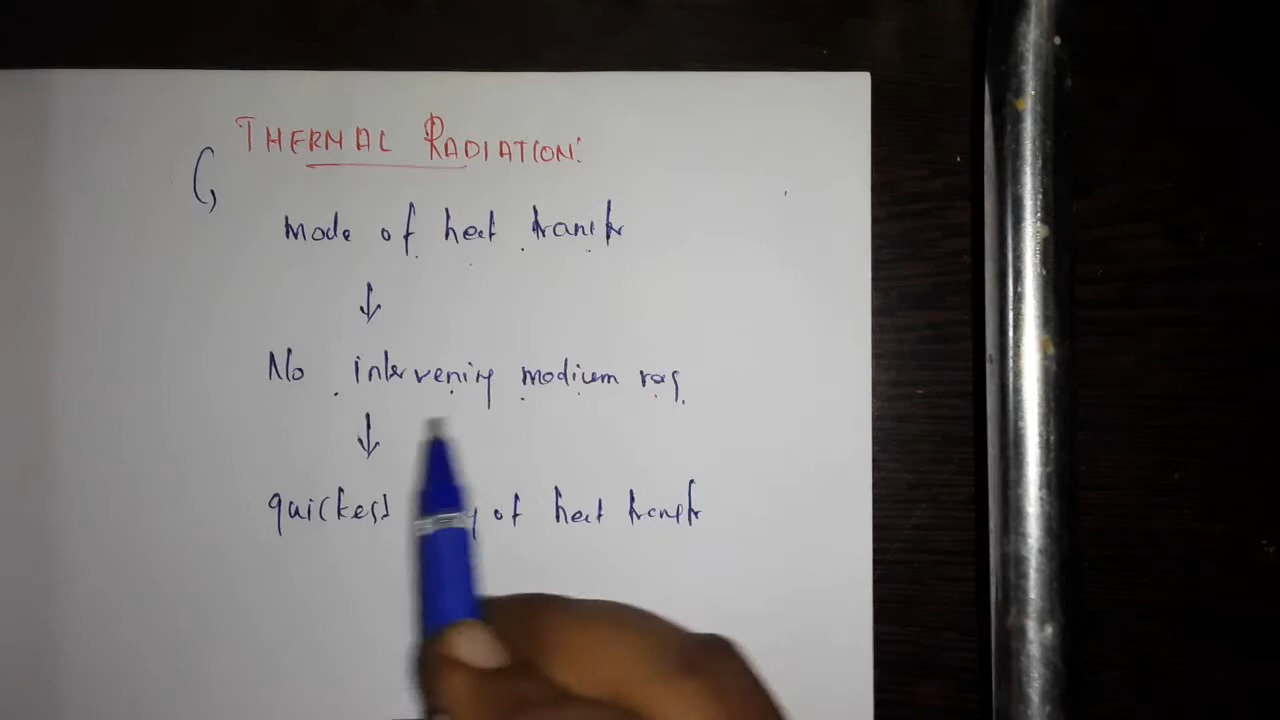 THERMAL RADIATION:
mode of heat transfr
No intervening medium req
quickest of heat transfr